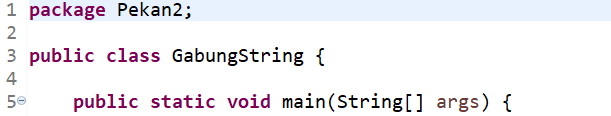 1 package Pekan2;
2
3 public class GabungString {
4
5 public static void main(String[] args) {